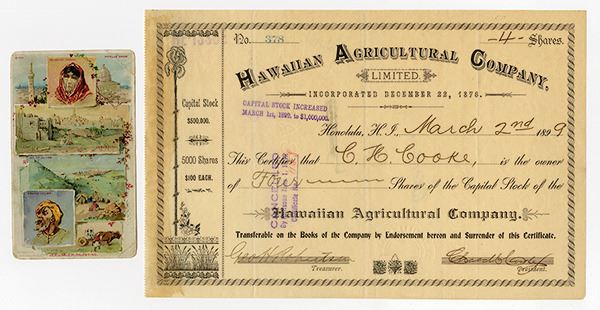 No. 378
-4- Shares.
HAWAIIAN AGRICULTURAL COMPANY,
LIMITED.
INCORPORATED DECEMBER 22, 1876.
Capital Stock
$500,000.
5000 Shares
$100 EACH.
CAPITAL STOCK INCREASED
MARCH 1st, 1899. to $1,000,000.
CANCELED
Honolulu, H. I., March 2nd 1899
This Certifies that C. H. Cooke, is the owner
of Four Shares of the Capital Stock of the
Hawaiian Agricultural Company.
Transferable on the Books of the Company by Endorsement hereon and Surrender of this Certificate.
Treasurer.
President.